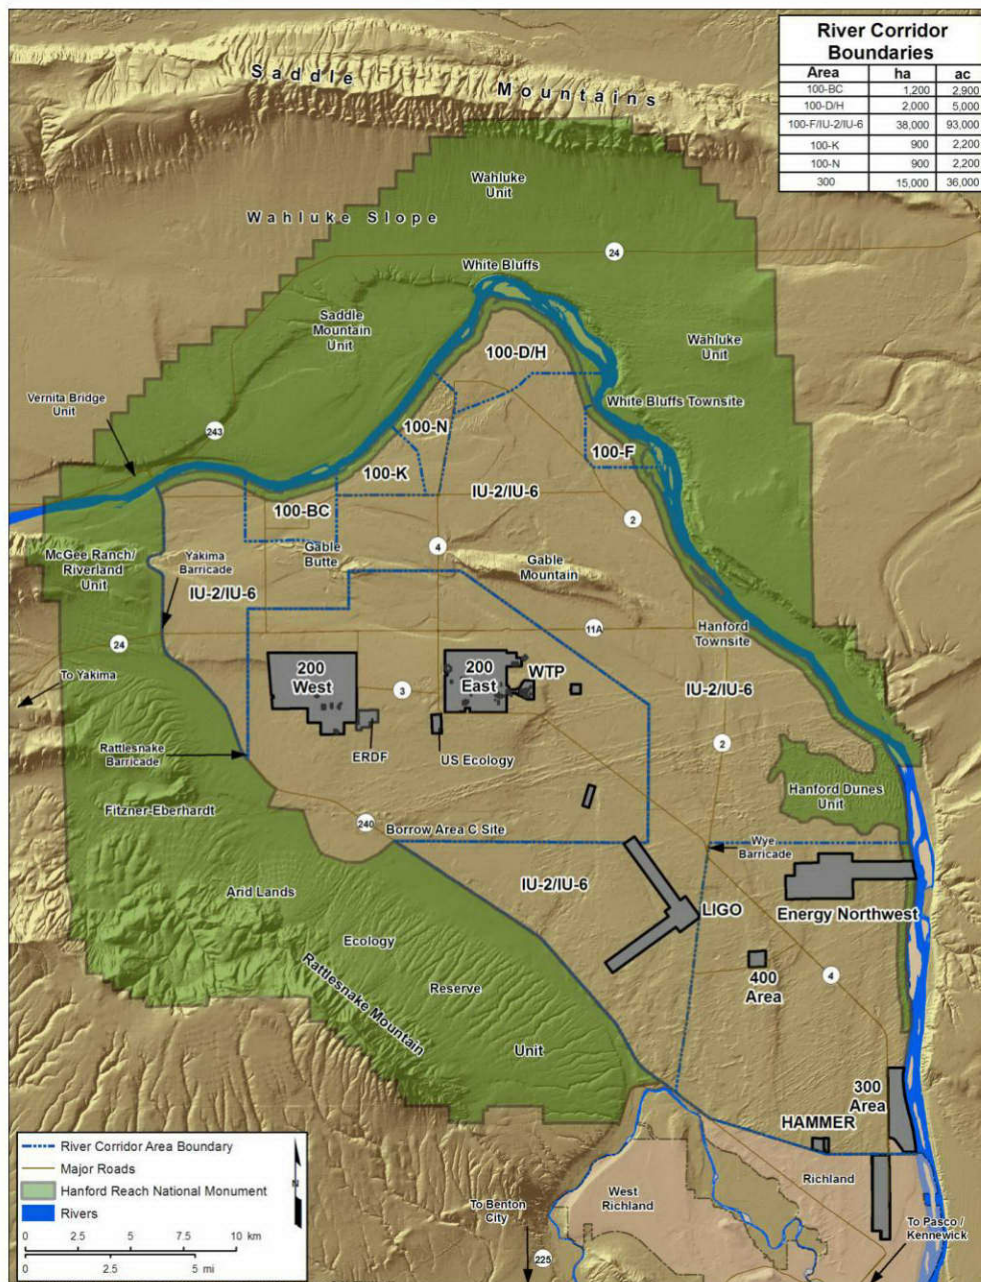 River Corridor
Boundaries
Area ha ac
100-BC 1,200 2,900
100-D/H 2,000 5,000
100-F/IU-2/IU-6 38,000 93,000
100-K 900 2,200
100-N 900 2,200
300 15,000 36,000
Saddle Mountains
Wahluke
Unit
Wahluke Slope
24
White Bluffs
Saddle
Mountain
Unit
Wahluke
Unit
100-D/H
Vernita Bridge
Unit
White Bluffs Townsite
243
100-N
100-F
100-K
IU-2/IU-6
100-BC
2
McGee Ranch/
Riverland
Unit
Yakima
Barricade
Gable
Butte
4
Gable
Mountain
IU-2/IU-6
Hanford
Townsite
11A
24
200
West
200
East
WTP
To Yakima
3
IU-2/IU-6
Rattlesnake
Barricade
ERDF
US Ecology
2
Hanford Dunes
Unit
Fitzner-Eberhardt
240
Borrow Area C Site
Wye
Barricade
IU-2/IU-6
Arid Lands
LIGO
Energy Northwest
Ecology
Rattlesnake Mountain
Reserve
400
Area
4
Unit
300
Area
HAMMER
River Corridor Area Boundary
Major Roads
Hanford Reach National Monument
Rivers
N
0 2.5 5 7.5 10 km
0 2.5 5 mi
West
Richland
Richland
To Benton
City
To Pasco /
Kennewick
225